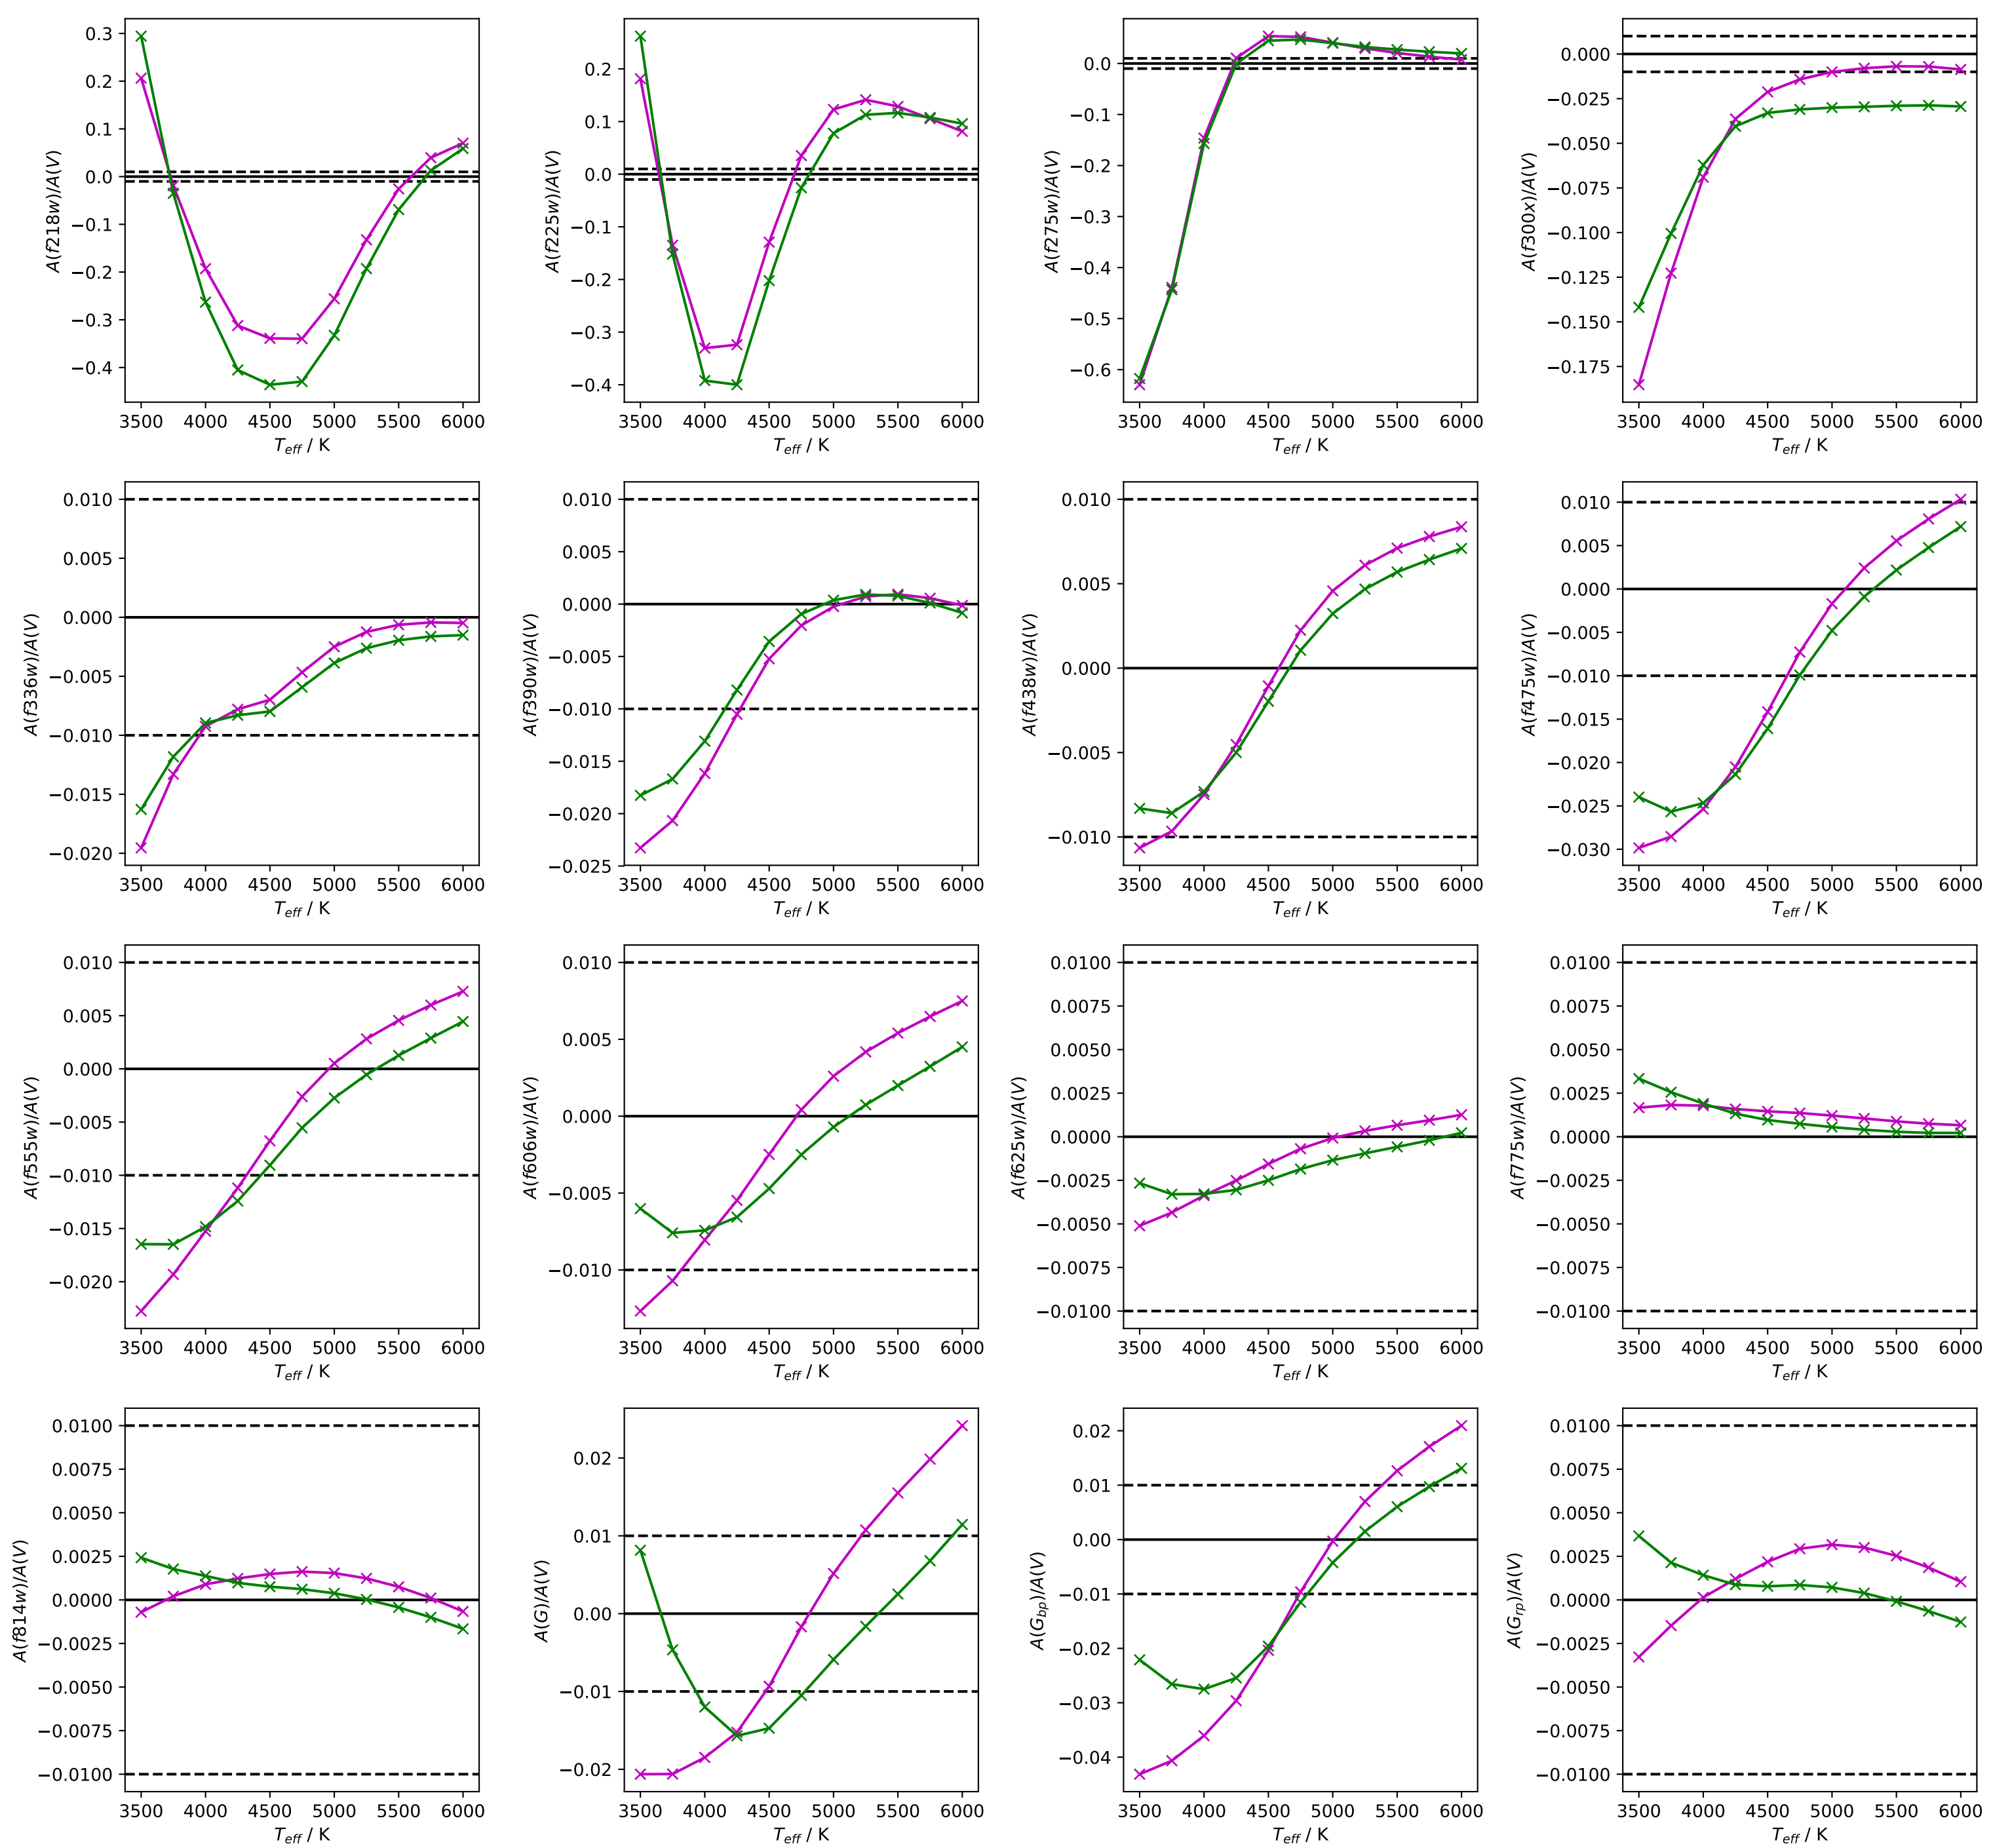 A(f218w)/A(V)
0.3
0.2
0.1
0.0
−0.1
−0.2
−0.3
−0.4
3500 4000 4500 5000 5500 6000
T_eff / K
A(f225w)/A(V)
0.2
0.1
0.0
−0.1
−0.2
−0.3
−0.4
3500 4000 4500 5000 5500 6000
T_eff / K
A(f275w)/A(V)
0.0
−0.1
−0.2
−0.3
−0.4
−0.5
−0.6
3500 4000 4500 5000 5500 6000
T_eff / K
A(f300x)/A(V)
0.000
−0.025
−0.050
−0.075
−0.100
−0.125
−0.150
−0.175
3500 4000 4500 5000 5500 6000
T_eff / K
A(f336w)/A(V)
0.010
0.005
0.000
−0.005
−0.010
−0.015
−0.020
3500 4000 4500 5000 5500 6000
T_eff / K
A(f390w)/A(V)
0.010
0.005
0.000
−0.005
−0.010
−0.015
−0.020
−0.025
3500 4000 4500 5000 5500 6000
T_eff / K
A(f438w)/A(V)
0.010
0.005
0.000
−0.005
−0.010
3500 4000 4500 5000 5500 6000
T_eff / K
A(f475w)/A(V)
0.010
0.005
0.000
−0.005
−0.010
−0.015
−0.020
−0.025
−0.030
3500 4000 4500 5000 5500 6000
T_eff / K
A(f555w)/A(V)
0.010
0.005
0.000
−0.005
−0.010
−0.015
−0.020
3500 4000 4500 5000 5500 6000
T_eff / K
A(f606w)/A(V)
0.010
0.005
0.000
−0.005
−0.010
3500 4000 4500 5000 5500 6000
T_eff / K
A(f625w)/A(V)
0.0100
0.0075
0.0050
0.0025
0.0000
−0.0025
−0.0050
−0.0075
−0.0100
3500 4000 4500 5000 5500 6000
T_eff / K
A(f775w)/A(V)
0.0100
0.0075
0.0050
0.0025
0.0000
−0.0025
−0.0050
−0.0075
−0.0100
3500 4000 4500 5000 5500 6000
T_eff / K
A(f814w)/A(V)
0.0100
0.0075
0.0050
0.0025
0.0000
−0.0025
−0.0050
−0.0075
−0.0100
3500 4000 4500 5000 5500 6000
T_eff / K
A(G)/A(V)
0.02
0.01
0.00
−0.01
−0.02
3500 4000 4500 5000 5500 6000
T_eff / K
A(G_bp)/A(V)
0.02
0.01
0.00
−0.01
−0.02
−0.03
−0.04
3500 4000 4500 5000 5500 6000
T_eff / K
A(G_rp)/A(V)
0.0100
0.0075
0.0050
0.0025
0.0000
−0.0025
−0.0050
−0.0075
−0.0100
3500 4000 4500 5000 5500 6000
T_eff / K